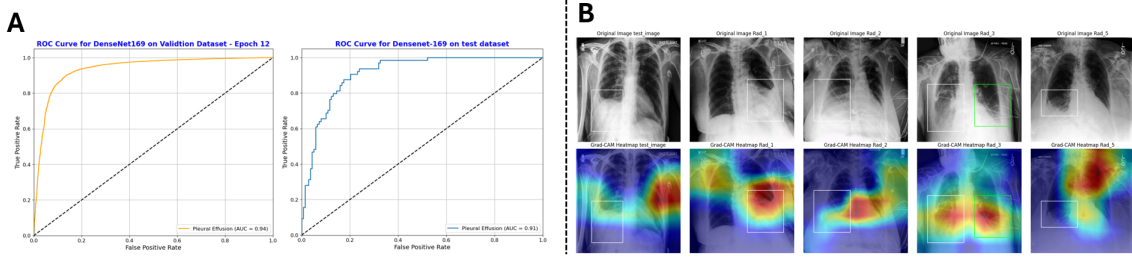 A
ROC Curve for DenseNet169 on Validtion Dataset - Epoch 12
1.0
0.8
0.6
0.4
0.2
0.0
True Positive Rate
0.0 0.2 0.4 0.6 0.8 1.0
False Positive Rate
Pleural Effusion (AUC = 0.94)
ROC Curve for Densenet-169 on test dataset
1.0
0.8
0.6
0.4
0.2
0.0
True Positive Rate
0.0 0.2 0.4 0.6 0.8 1.0
False Positive Rate
Pleural Effusion (AUC = 0.91)
B
Original Image test_image
Original Image Rad_1
Original Image Rad_2
Original Image Rad_3
Original Image Rad_5
Grad-CAM Heatmap test_image
Grad-CAM Heatmap Rad_1
Grad-CAM Heatmap Rad_2
Grad-CAM Heatmap Rad_3
Grad-CAM Heatmap Rad_5